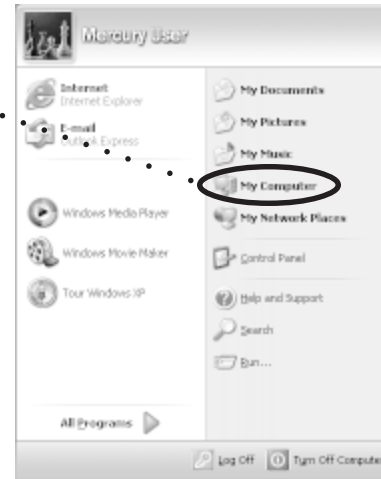 Mercury User
Internet
Internet Explorer
E-mail
Outlook Express
Windows Media Player
Windows Movie Maker
Tour Windows XP
All Programs
My Documents
My Pictures
My Music
My Computer
My Network Places
Control Panel
Help and Support
Search
Run...
Log Off
Turn Off Compute